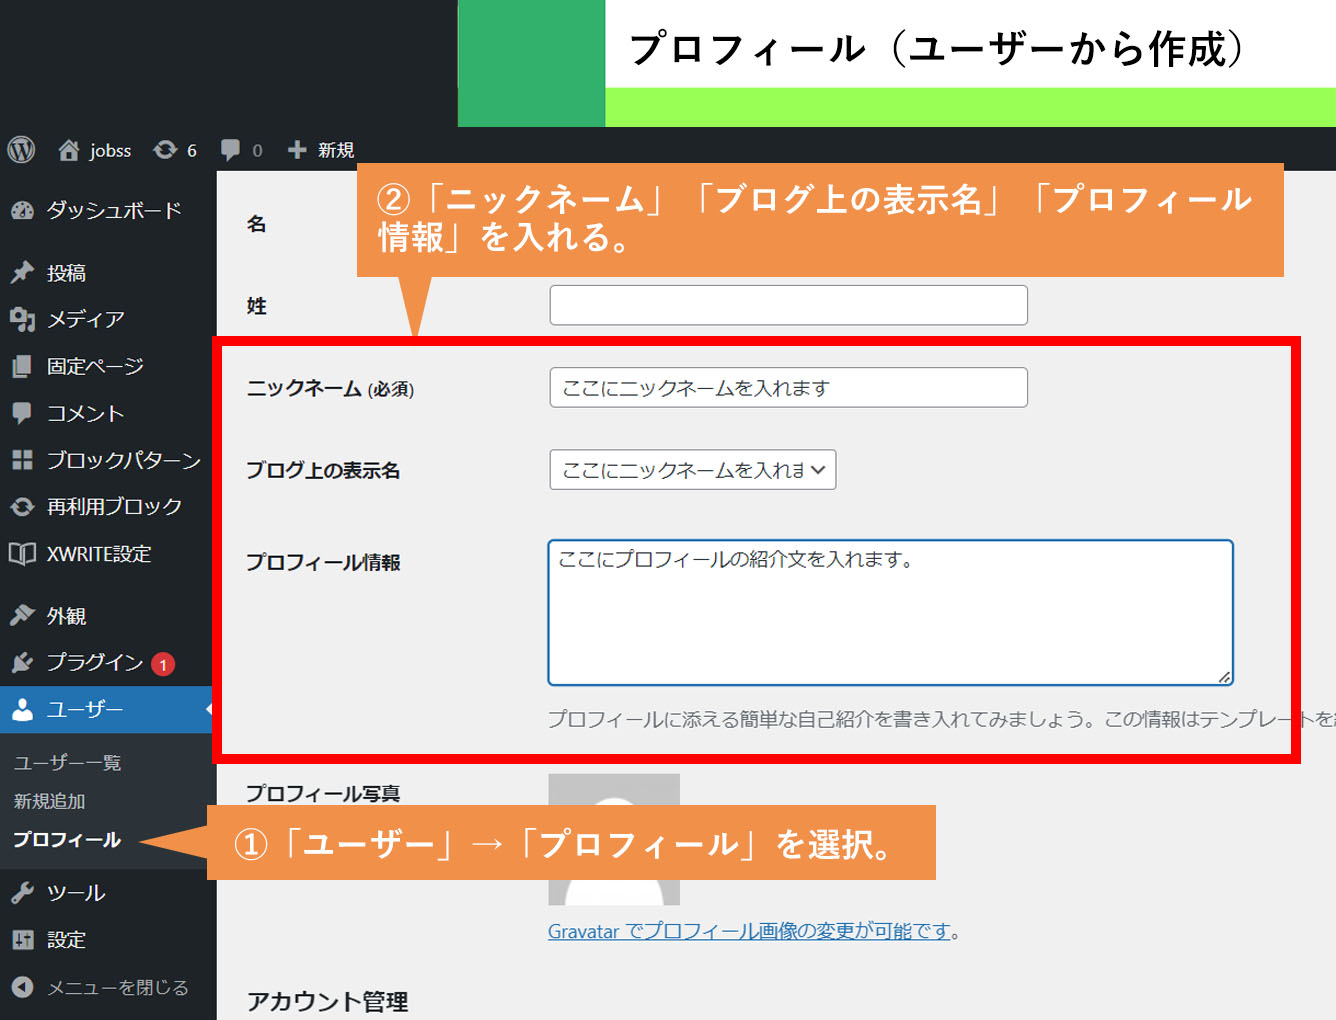 プロフィール（ユーザーから作成）
jobss 6 0 新規
ダッシュボード
投稿
メディア
固定ページ
コメント
ブロックパターン
再利用ブロック
XWRITE設定
外観
プラグイン 1
ユーザー
ユーザー一覧
新規追加
プロフィール
ツール
設定
メニューを閉じる
②「ニックネーム」「ブログ上の表示名」「プロフィール
情報」を入れる。
名
姓
ニックネーム (必須) ここにニックネームを入れます
ブログ上の表示名 ここにニックネームを入れま
プロフィール情報 ここにプロフィールの紹介文を入れます。
プロフィールに添える簡単な自己紹介を書き入れてみましょう。この情報はテンプレートを
プロフィール写真
①「ユーザー」→「プロフィール」を選択。
Gravatar でプロフィール画像の変更が可能です。
アカウント管理